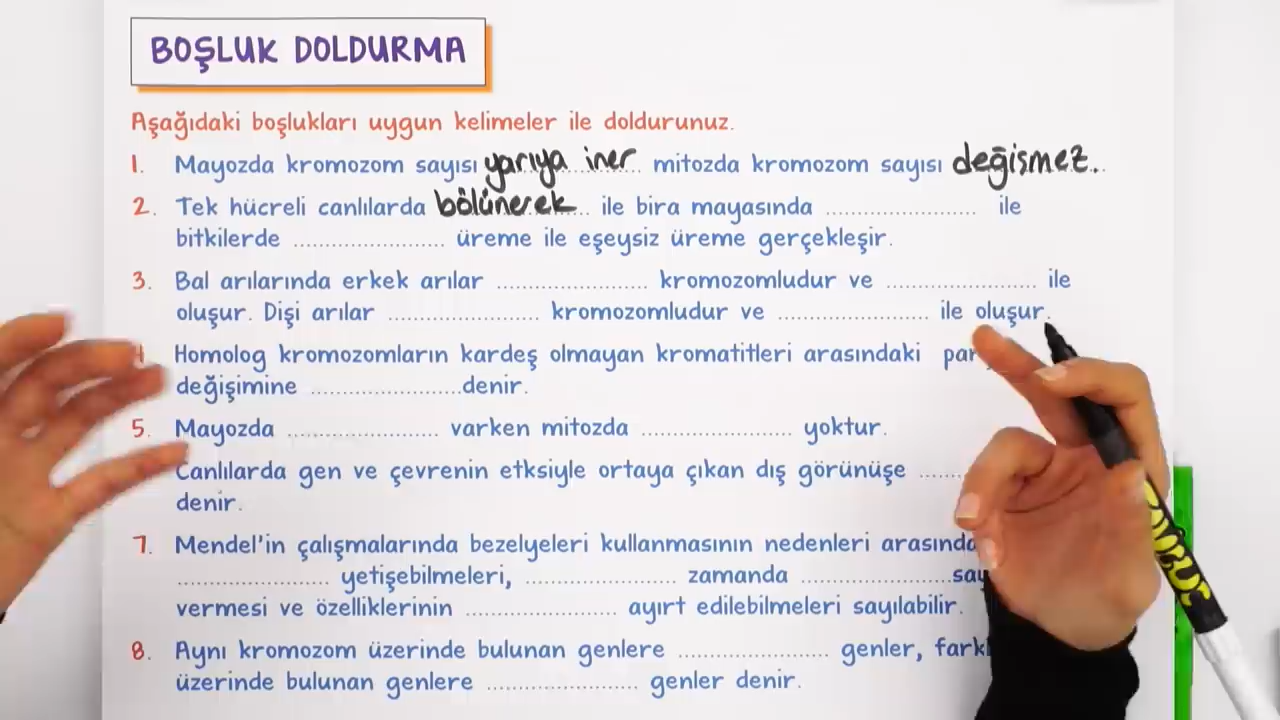 BOŞLUK DOLDURMA
Aşağıdaki boşlukları uygun kelimeler ile doldurunuz.
1. Mayozda kromozom sayısı yarıya iner mitozda kromozom sayısı değişmez.
2. Tek hücreli canlılarda bölünerek ile bira mayasında .............................. ile
bitkilerde .............................. üreme ile eşeysiz üreme gerçekleşir.
3. Bal arılarında erkek arılar .............................. kromozomludur ve .............................. ile
oluşur. Dişi arılar .............................. kromozomludur ve .............................. ile oluşur.
Homolog kromozomların kardeş olmayan kromatitleri arasındaki
değişimine ..............................denir.
5. Mayozda .............................. varken mitozda .............................. yoktur.
Canlılarda gen ve çevrenin etksiyle ortaya çıkan dış görünüşe ........
denir.
7. Mendel'in çalışmalarında bezelyeleri kullanmasının nedenleri arasında
.............................. yetişebilmeleri, .............................. zamanda ..............................
vermesi ve özelliklerinin .............................. ayırt edilebilmeleri sayılabilir.
8. Aynı kromozom üzerinde bulunan genlere .............................. genler,
üzerinde bulunan genlere .............................. genler denir.